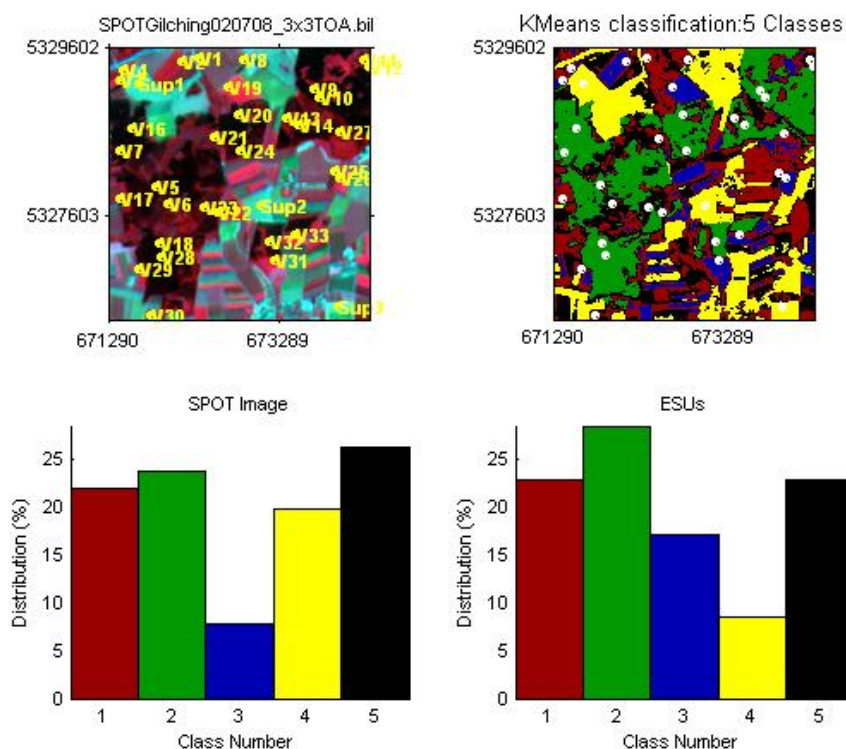 SPOTGilching020708_3x3TOA.bil
KMeans classification:5 Classes
5329602
5327603
671290
673289
V1
V8
Sup1
V19
V9
V10
V16
V20
V13
V14
V27
V21
V7
V24
V5
V17
V6
V22
Sup2
V18
V32
V33
V28
V31
V29
V30
Sup3
5329602
5327603
671290
673289
SPOT Image
Distribution (%)
25
20
15
10
5
0
1 2 3 4 5
Class Number
ESUs
Distribution (%)
25
20
15
10
5
0
1 2 3 4 5
Class Number